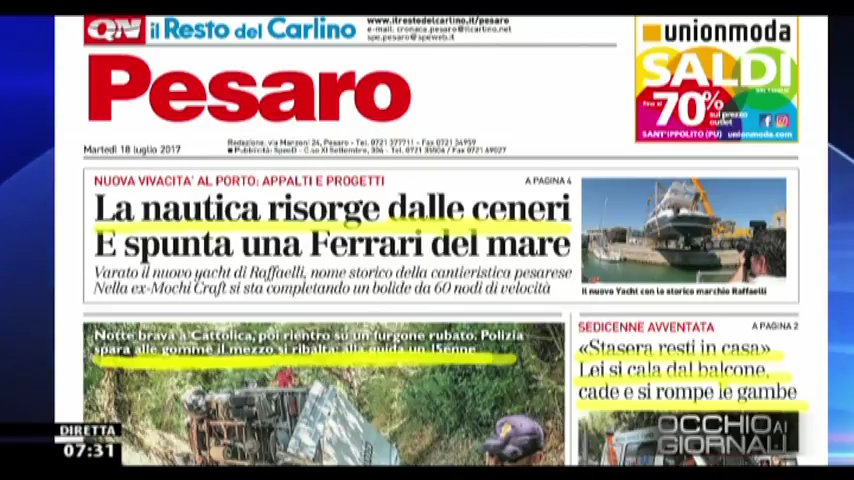 QN il Resto del Carlino
www.ilrestodelcarlino.it/pesaro
e-mail: cronaca.pesaro@ilcarlino.net
spe.pesaro@speweb.it
unionmoda
SALDI
fino al 70% sul prezzo outlet
SANT'IPPOLITO (PU) unionmoda.com
Pesaro
Martedì 18 luglio 2017
Redazione: via Manzoni 24, Pesaro - Tel. 0721 377711 - Fax 0721 34959
NUOVA VIVACITA' AL PORTO: APPALTI E PROGETTI
A PAGINA 4
La nautica risorge dalle ceneri
E spunta una Ferrari del mare
Varato il nuovo yacht di Raffaelli, nome storico della cantieristica pesarese
Nella ex-Mochi Craft si sta completando un bolide da 60 nodi di velocità
Il nuovo Yacht con lo storico marchio Raffaelli
Notte brava a Cattolica, poi rientro su un furgone rubato. Polizia
spara alle gomme il mezzo si ribalta: alla guida un 15enne
SEDICENNE AVVENTATA
A PAGINA 2
«Stasera resti in casa»
Lei si cala dal balcone,
cade e si rompe le gambe
DIRETTA
07:31
OCCHIO AI
GIORNALI